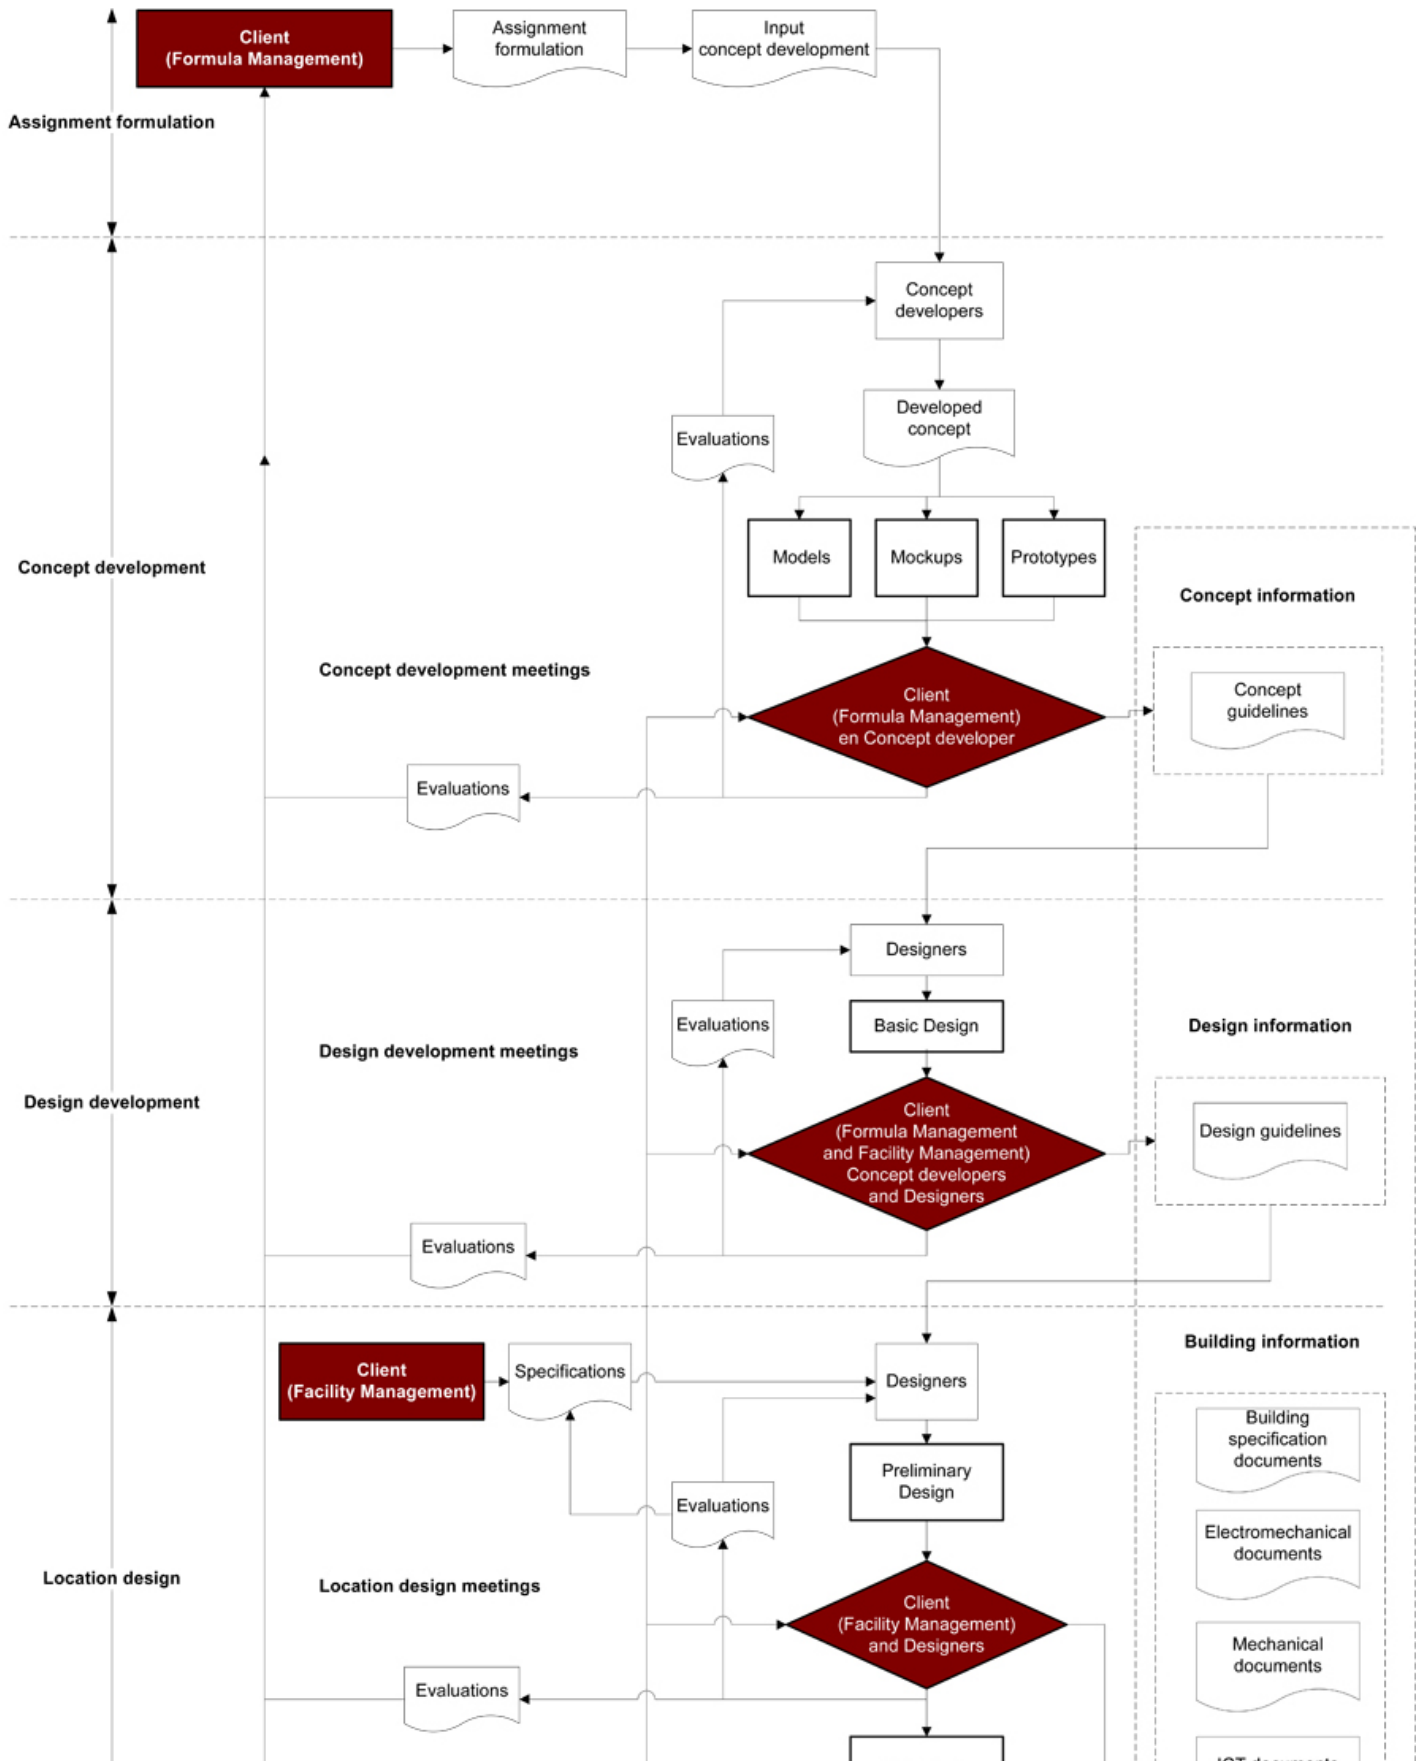 Client
(Formula Management)
Assignment
formulation
Input
concept development
Assignment formulation
Concept
developers
Developed
concept
Evaluations
Models
Mockups
Prototypes
Concept development
Concept information
Concept development meetings
Client
(Formula Management)
en Concept developer
Concept
guidelines
Evaluations
Designers
Evaluations
Basic Design
Design information
Design development meetings
Design development
Client
(Formula Management
and Facility Management)
Concept developers
and Designers
Design guidelines
Evaluations
Building information
Client
(Facility Management)
Specifications
Designers
Building
specification
documents
Preliminary
Design
Evaluations
Electromechanical
documents
Location design
Location design meetings
Client
(Facility Management)
and Designers
Mechanical
documents
Evaluations